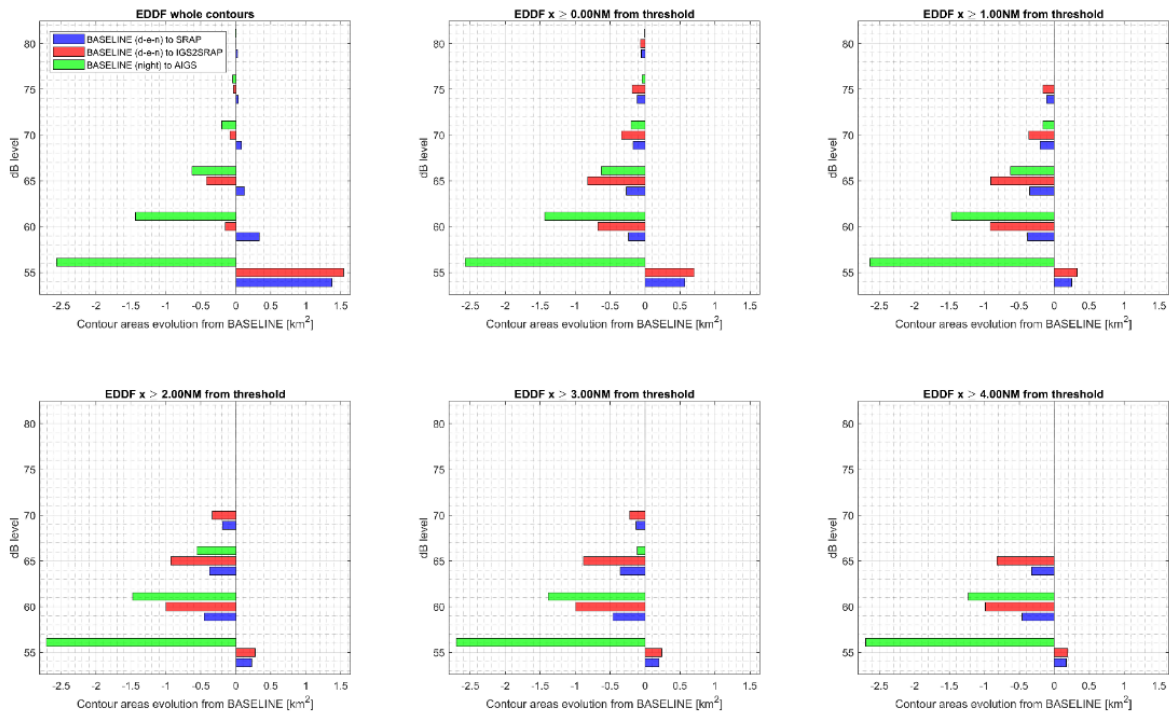 EDDF whole contours
80
75
70
65
60
55
dB level
BASELINE (d-e-n) to SRAP
BASELINE (d-e-n) to IGS2SRAP
BASELINE (night) to AIGS
-2.5 -2 -1.5 -1 -0.5 0 0.5 1 1.5
Contour areas evolution from BASELINE [km²]
EDDF x ≥ 0.00NM from threshold
80
75
70
65
60
55
dB level
-2.5 -2 -1.5 -1 -0.5 0 0.5 1 1.5
Contour areas evolution from BASELINE [km²]
EDDF x ≥ 1.00NM from threshold
80
75
70
65
60
55
dB level
-2.5 -2 -1.5 -1 -0.5 0 0.5 1 1.5
Contour areas evolution from BASELINE [km²]
EDDF x > 2.00NM from threshold
80
75
70
65
60
55
dB level
-2.5 -2 -1.5 -1 -0.5 0 0.5 1 1.5
Contour areas evolution from BASELINE [km²]
EDDF x > 3.00NM from threshold
80
75
70
65
60
55
dB level
-2.5 -2 -1.5 -1 -0.5 0 0.5 1 1.5
Contour areas evolution from BASELINE [km²]
EDDF x > 4.00NM from threshold
80
75
70
65
60
55
dB level
-2.5 -2 -1.5 -1 -0.5 0 0.5 1 1.5
Contour areas evolution from BASELINE [km²]